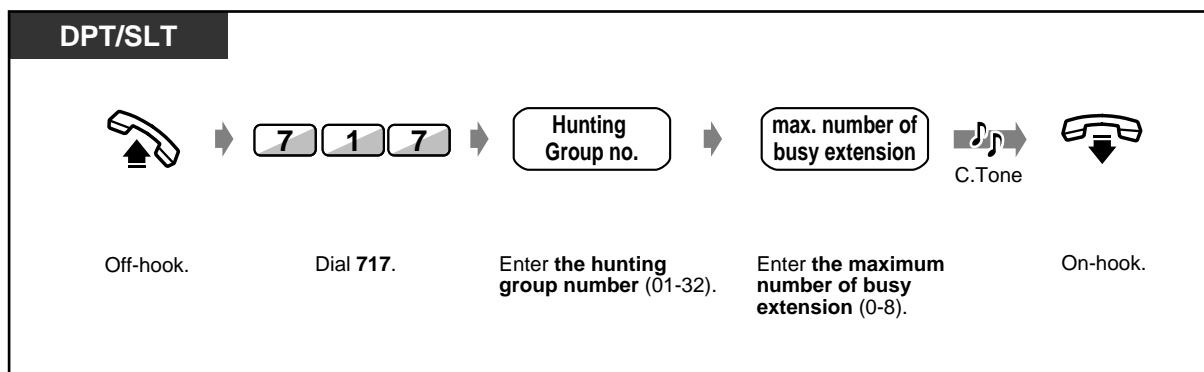 DPT/SLT
7 1 7
Hunting
Group no.
max. number of
busy extension
C.Tone
Off-hook.
Dial 717.
Enter the hunting
group number (01-32).
Enter the maximum
number of busy
extension (0-8).
On-hook.